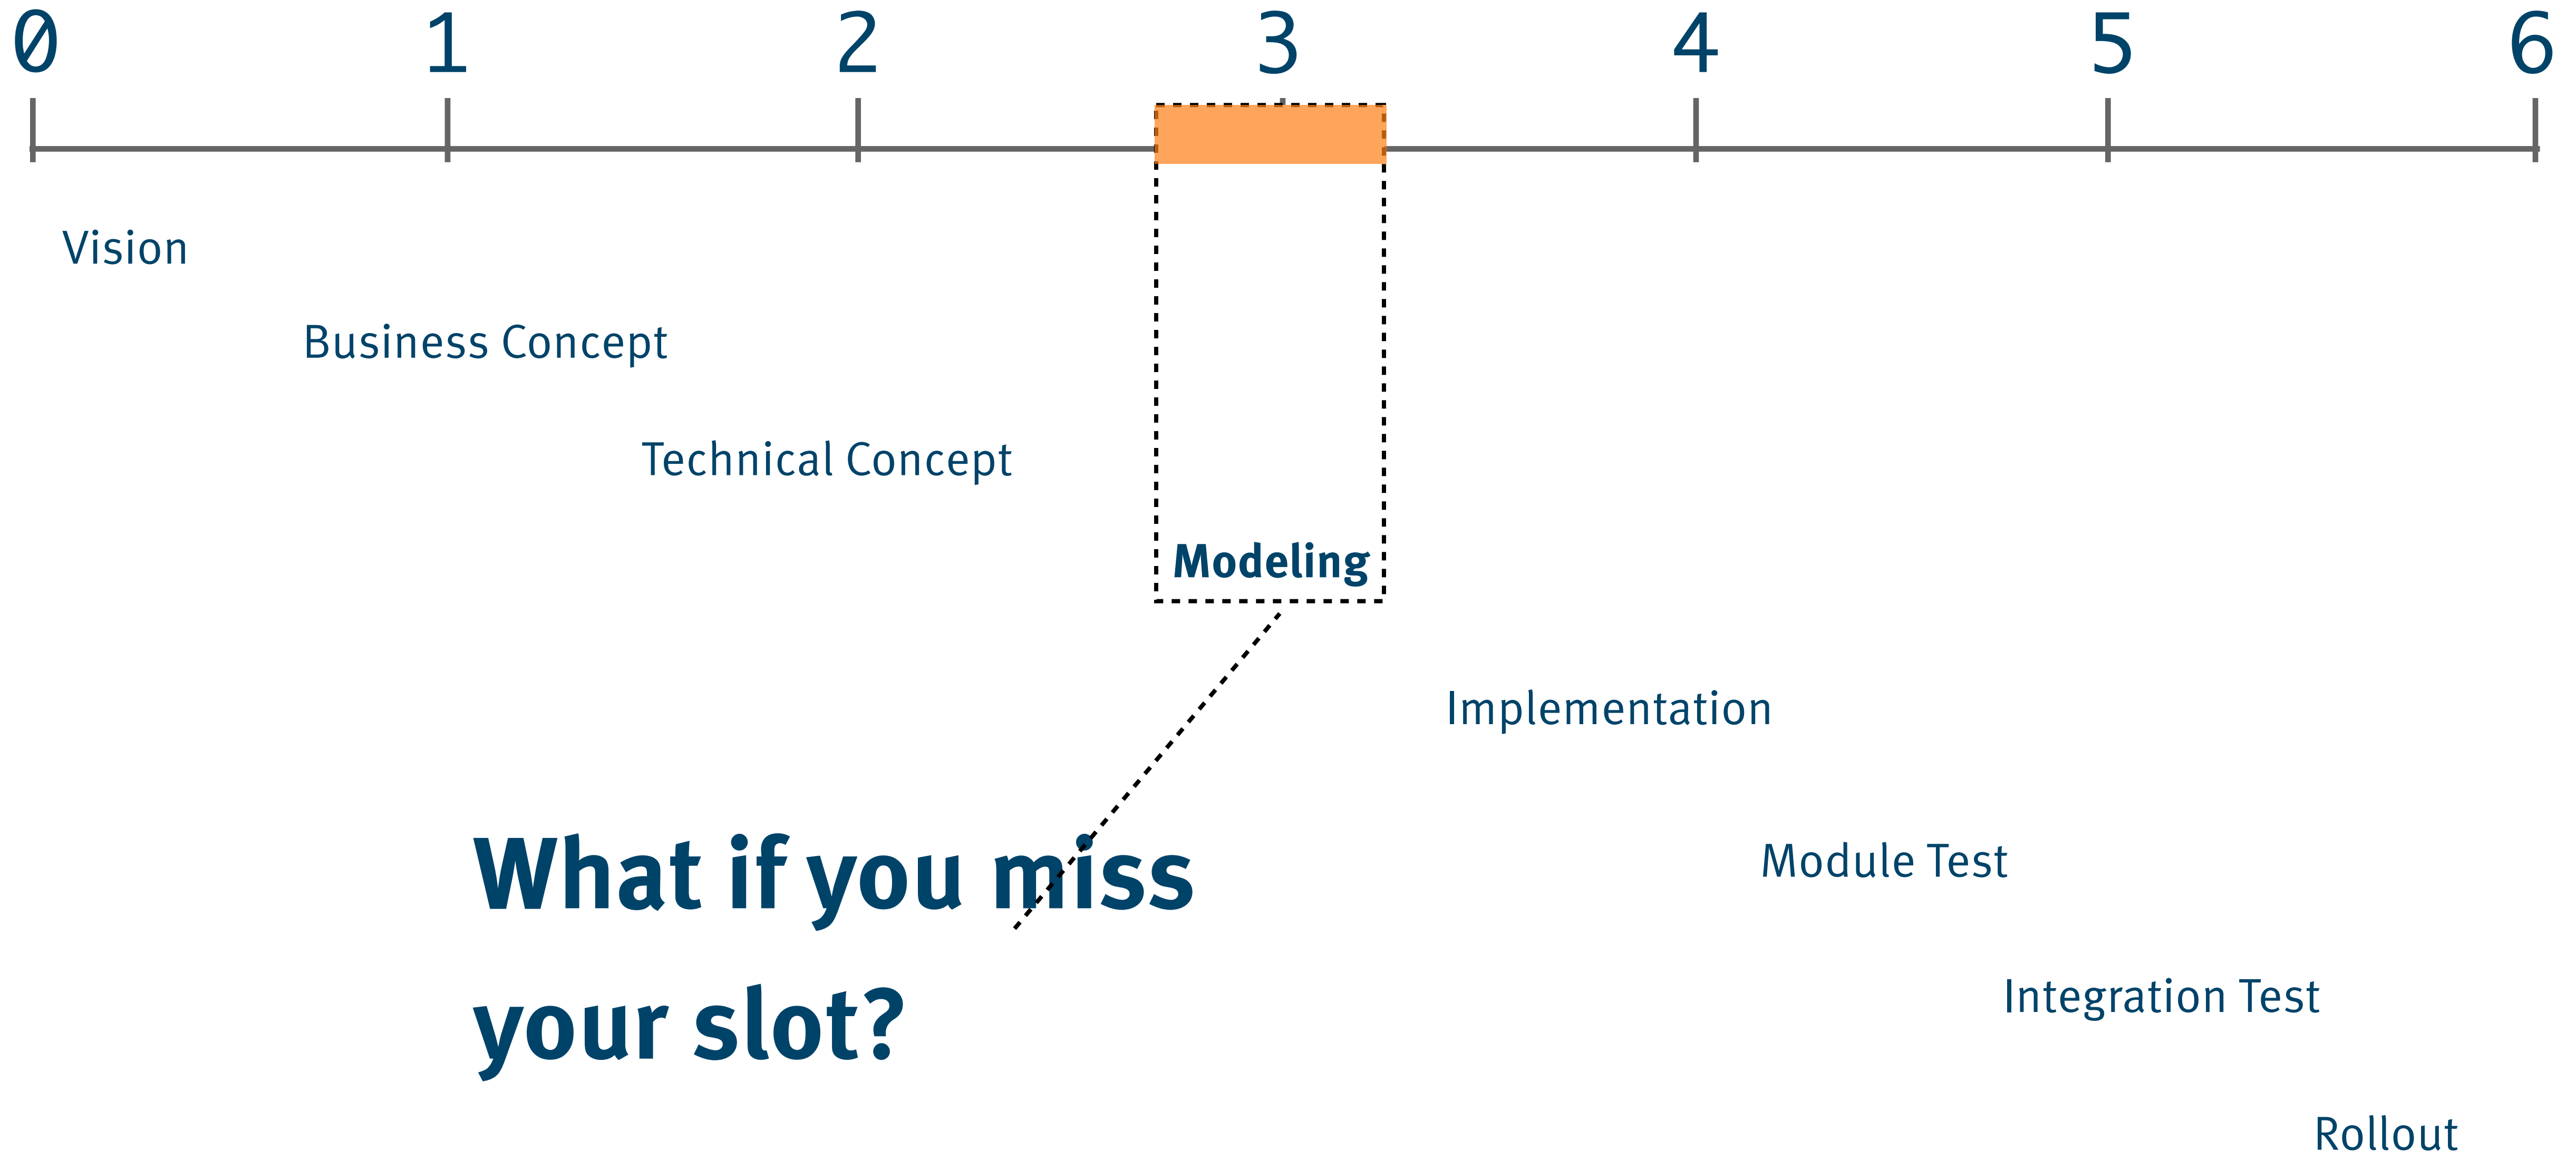 0 1 2 3 4 5 6
Vision
Business Concept
Technical Concept
Modeling
Implementation
What if you miss
your slot?
Module Test
Integration Test
Rollout